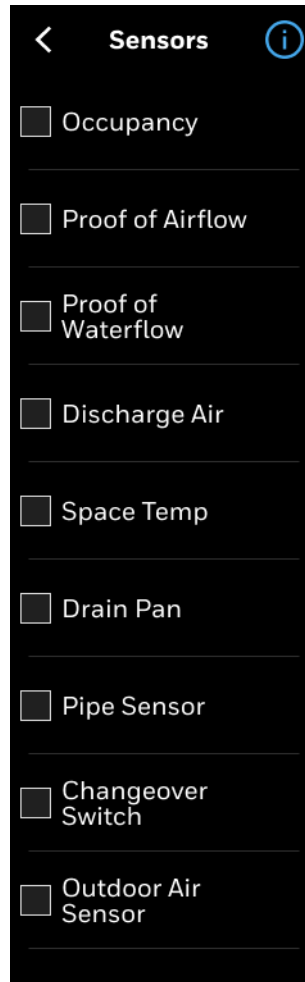 Sensors
Occupancy
Proof of Airflow
Proof of
Waterflow
Discharge Air
Space Temp
Drain Pan
Pipe Sensor
Changeover
Switch
Outdoor Air
Sensor